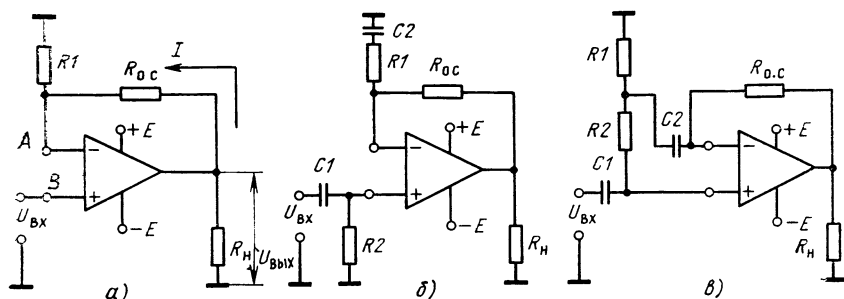 R1
I
Rо с
A
−
+E
B
+
Uвх
−E
Rн
Uвых
а)
C2
R1
Rос
−
+E
C1
+
Uвх
−E
R2
Rн
б)
R1
Rо.с
C2
R2
−
+E
C1
+
Uвх
−E
Rн
в)